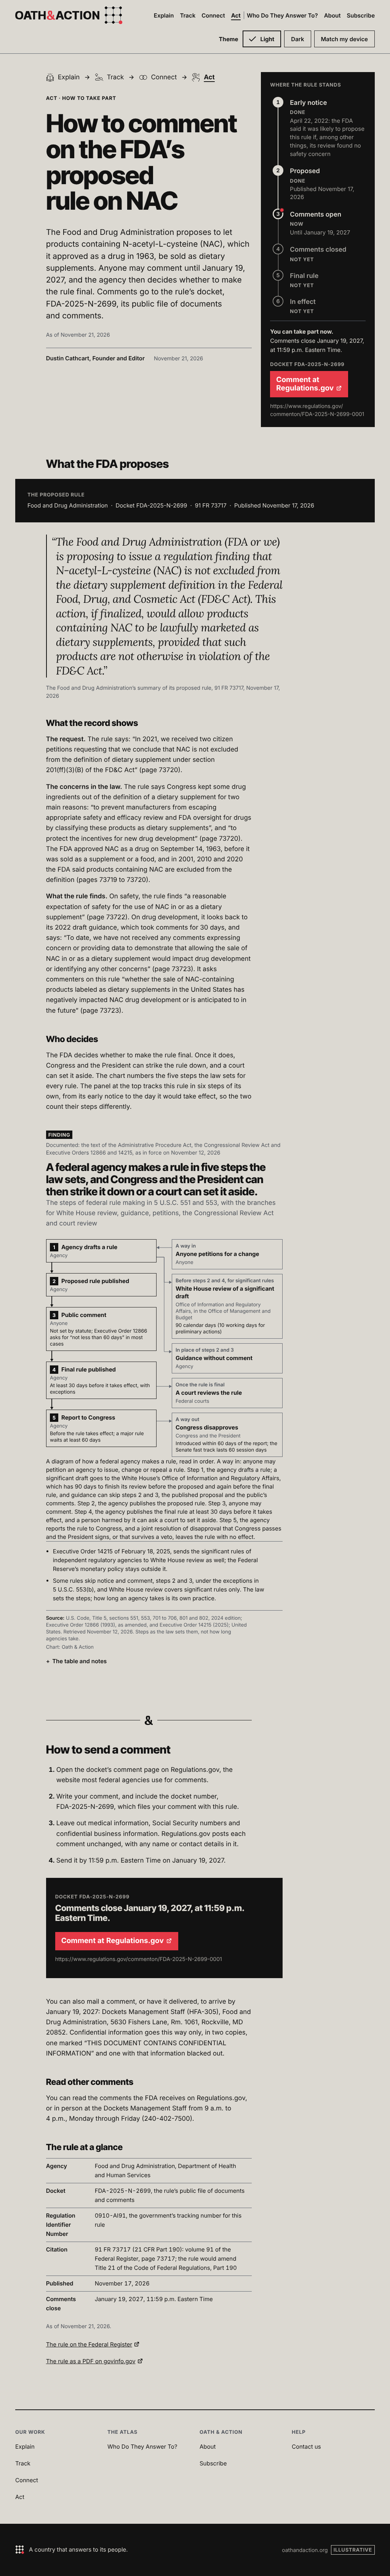 OATH&ACTION
Explain Track Connect Act Who Do They Answer To? About Subscribe
Theme Light Dark Match my device
Explain → Track → Connect → Act
ACT · HOW TO TAKE PART
How to comment
on the FDA's
proposed
rule on NAC
The Food and Drug Administration proposes to let
products containing N-acetyl-L-cysteine (NAC), which
it approved as a drug in 1963, be sold as dietary
supplements. Anyone may comment until January 19,
2027, and the agency then decides whether to make
the rule final. Comments go to the rule's docket,
FDA-2025-N-2699, its public file of documents
and comments.
As of November 21, 2026
Dustin Cathcart, Founder and Editor November 21, 2026
WHERE THE RULE STANDS
1 Early notice
DONE
April 22, 2022: the FDA
said it was likely to propose
this rule if, among other
things, its review found no
safety concern
2 Proposed
DONE
Published November 17,
2026
3 Comments open
NOW
Until January 19, 2027
4 Comments closed
NOT YET
5 Final rule
NOT YET
6 In effect
NOT YET
You can take part now.
Comments close January 19, 2027,
at 11:59 p.m. Eastern Time.
DOCKET FDA-2025-N-2699
Comment at
Regulations.gov
https://www.regulations.gov/
commenton/FDA-2025-N-2699-0001
What the FDA proposes
THE PROPOSED RULE
Food and Drug Administration · Docket FDA-2025-N-2699 · 91 FR 73717 · Published November 17, 2026
“The Food and Drug Administration (FDA or we)
is proposing to issue a regulation finding that
N-acetyl-L-cysteine (NAC) is not excluded from
the dietary supplement definition in the Federal
Food, Drug, and Cosmetic Act (FD&C Act). This
action, if finalized, would allow products
containing NAC to be lawfully marketed as
dietary supplements, provided that such
products are not otherwise in violation of the
FD&C Act.”
The Food and Drug Administration's summary of its proposed rule, 91 FR 73717, November 17,
2026
What the record shows
The request. The rule says: “In 2021, we received two citizen
petitions requesting that we conclude that NAC is not excluded
from the definition of dietary supplement under section
201(ff)(3)(B) of the FD&C Act” (page 73720).
The concerns in the law. The rule says Congress kept some drug
ingredients out of the definition of a dietary supplement for two
main reasons: “to prevent manufacturers from escaping
appropriate safety and efficacy review and FDA oversight for drugs
by classifying these products as dietary supplements”, and “to
protect the incentives for new drug development” (page 73720).
The FDA approved NAC as a drug on September 14, 1963, before it
was sold as a supplement or a food, and in 2001, 2010 and 2020
the FDA said products containing NAC are excluded from the
definition (pages 73719 to 73720).
What the rule finds. On safety, the rule finds “a reasonable
expectation of safety for the use of NAC in or as a dietary
supplement” (page 73722). On drug development, it looks back to
its 2022 draft guidance, which took comments for 30 days, and
says: “To date, we have not received any comments expressing
concern or providing data to demonstrate that allowing the sale of
NAC in or as a dietary supplement would impact drug development
or identifying any other concerns” (page 73723). It asks
commenters on this rule “whether the sale of NAC-containing
products labeled as dietary supplements in the United States has
negatively impacted NAC drug development or is anticipated to in
the future” (page 73723).
Who decides
The FDA decides whether to make the rule final. Once it does,
Congress and the President can strike the rule down, and a court
can set it aside. The chart numbers the five steps the law sets for
every rule. The panel at the top tracks this rule in six steps of its
own, from its early notice to the day it would take effect, so the two
count their steps differently.
FINDING
Documented: the text of the Administrative Procedure Act, the Congressional Review Act and
Executive Orders 12866 and 14215, as in force on November 12, 2026
A federal agency makes a rule in five steps the
law sets, and Congress and the President can
then strike it down or a court can set it aside.
The steps of federal rule making in 5 U.S.C. 551 and 553, with the branches
for White House review, guidance, petitions, the Congressional Review Act
and court review
1 Agency drafts a rule
Agency
2 Proposed rule published
Agency
3 Public comment
Anyone
Not set by statute; Executive Order 12866
asks for “not less than 60 days” in most
cases
4 Final rule published
Agency
At least 30 days before it takes effect, with
exceptions
5 Report to Congress
Agency
Before the rule takes effect; a major rule
waits at least 60 days
A way in
Anyone petitions for a change
Anyone
Before steps 2 and 4, for significant rules
White House review of a significant
draft
Office of Information and Regulatory
Affairs, in the Office of Management and
Budget
90 calendar days (10 working days for
preliminary actions)
In place of steps 2 and 3
Guidance without comment
Agency
Once the rule is final
A court reviews the rule
Federal courts
A way out
Congress disapproves
Congress and the President
Introduced within 60 days of the report; the
Senate fast track lasts 60 session days
A diagram of how a federal agency makes a rule, read in order. A way in: anyone may
petition an agency to issue, change or repeal a rule. Step 1, the agency drafts a rule; a
significant draft goes to the White House's Office of Information and Regulatory Affairs,
which has 90 days to finish its review before the proposed and again before the final
rule, and guidance can skip steps 2 and 3, the published proposal and the public's
comments. Step 2, the agency publishes the proposed rule. Step 3, anyone may
comment. Step 4, the agency publishes the final rule at least 30 days before it takes
effect, and a person harmed by it can ask a court to set it aside. Step 5, the agency
reports the rule to Congress, and a joint resolution of disapproval that Congress passes
and the President signs, or that survives a veto, leaves the rule with no effect.
• Executive Order 14215 of February 18, 2025, sends the significant rules of
independent regulatory agencies to White House review as well; the Federal
Reserve's monetary policy stays outside it.
• Some rules skip notice and comment, steps 2 and 3, under the exceptions in
5 U.S.C. 553(b), and White House review covers significant rules only. The law
sets the steps; how long an agency takes is its own practice.
Source: U.S. Code, Title 5, sections 551, 553, 701 to 706, 801 and 802, 2024 edition;
Executive Order 12866 (1993), as amended, and Executive Order 14215 (2025); United
States. Retrieved November 12, 2026. Steps as the law sets them, not how long
agencies take.
Chart: Oath & Action
+ The table and notes
&
How to send a comment
1. Open the docket's comment page on Regulations.gov, the
website most federal agencies use for comments.
2. Write your comment, and include the docket number,
FDA-2025-N-2699, which files your comment with this rule.
3. Leave out medical information, Social Security numbers and
confidential business information. Regulations.gov posts each
comment unchanged, with any name or contact details in it.
4. Send it by 11:59 p.m. Eastern Time on January 19, 2027.
DOCKET FDA-2025-N-2699
Comments close January 19, 2027, at 11:59 p.m.
Eastern Time.
Comment at Regulations.gov
https://www.regulations.gov/commenton/FDA-2025-N-2699-0001
You can also mail a comment, or have it delivered, to arrive by
January 19, 2027: Dockets Management Staff (HFA-305), Food and
Drug Administration, 5630 Fishers Lane, Rm. 1061, Rockville, MD
20852. Confidential information goes this way only, in two copies,
one marked “THIS DOCUMENT CONTAINS CONFIDENTIAL
INFORMATION” and one with that information blacked out.
Read other comments
You can read the comments the FDA receives on Regulations.gov,
or in person at the Dockets Management Staff from 9 a.m. to
4 p.m., Monday through Friday (240-402-7500).
The rule at a glance
Agency Food and Drug Administration, Department of Health
and Human Services
Docket FDA-2025-N-2699, the rule's public file of documents
and comments
Regulation
Identifier
Number
0910-AI91, the government's tracking number for this
rule
Citation 91 FR 73717 (21 CFR Part 190): volume 91 of the
Federal Register, page 73717; the rule would amend
Title 21 of the Code of Federal Regulations, Part 190
Published November 17, 2026
Comments
close
January 19, 2027, 11:59 p.m. Eastern Time
As of November 21, 2026.
The rule on the Federal Register
The rule as a PDF on govinfo.gov
OUR WORK
Explain
Track
Connect
Act
THE ATLAS
Who Do They Answer To?
OATH & ACTION
About
Subscribe
HELP
Contact us
A country that answers to its people.
oathandaction.org ILLUSTRATIVE